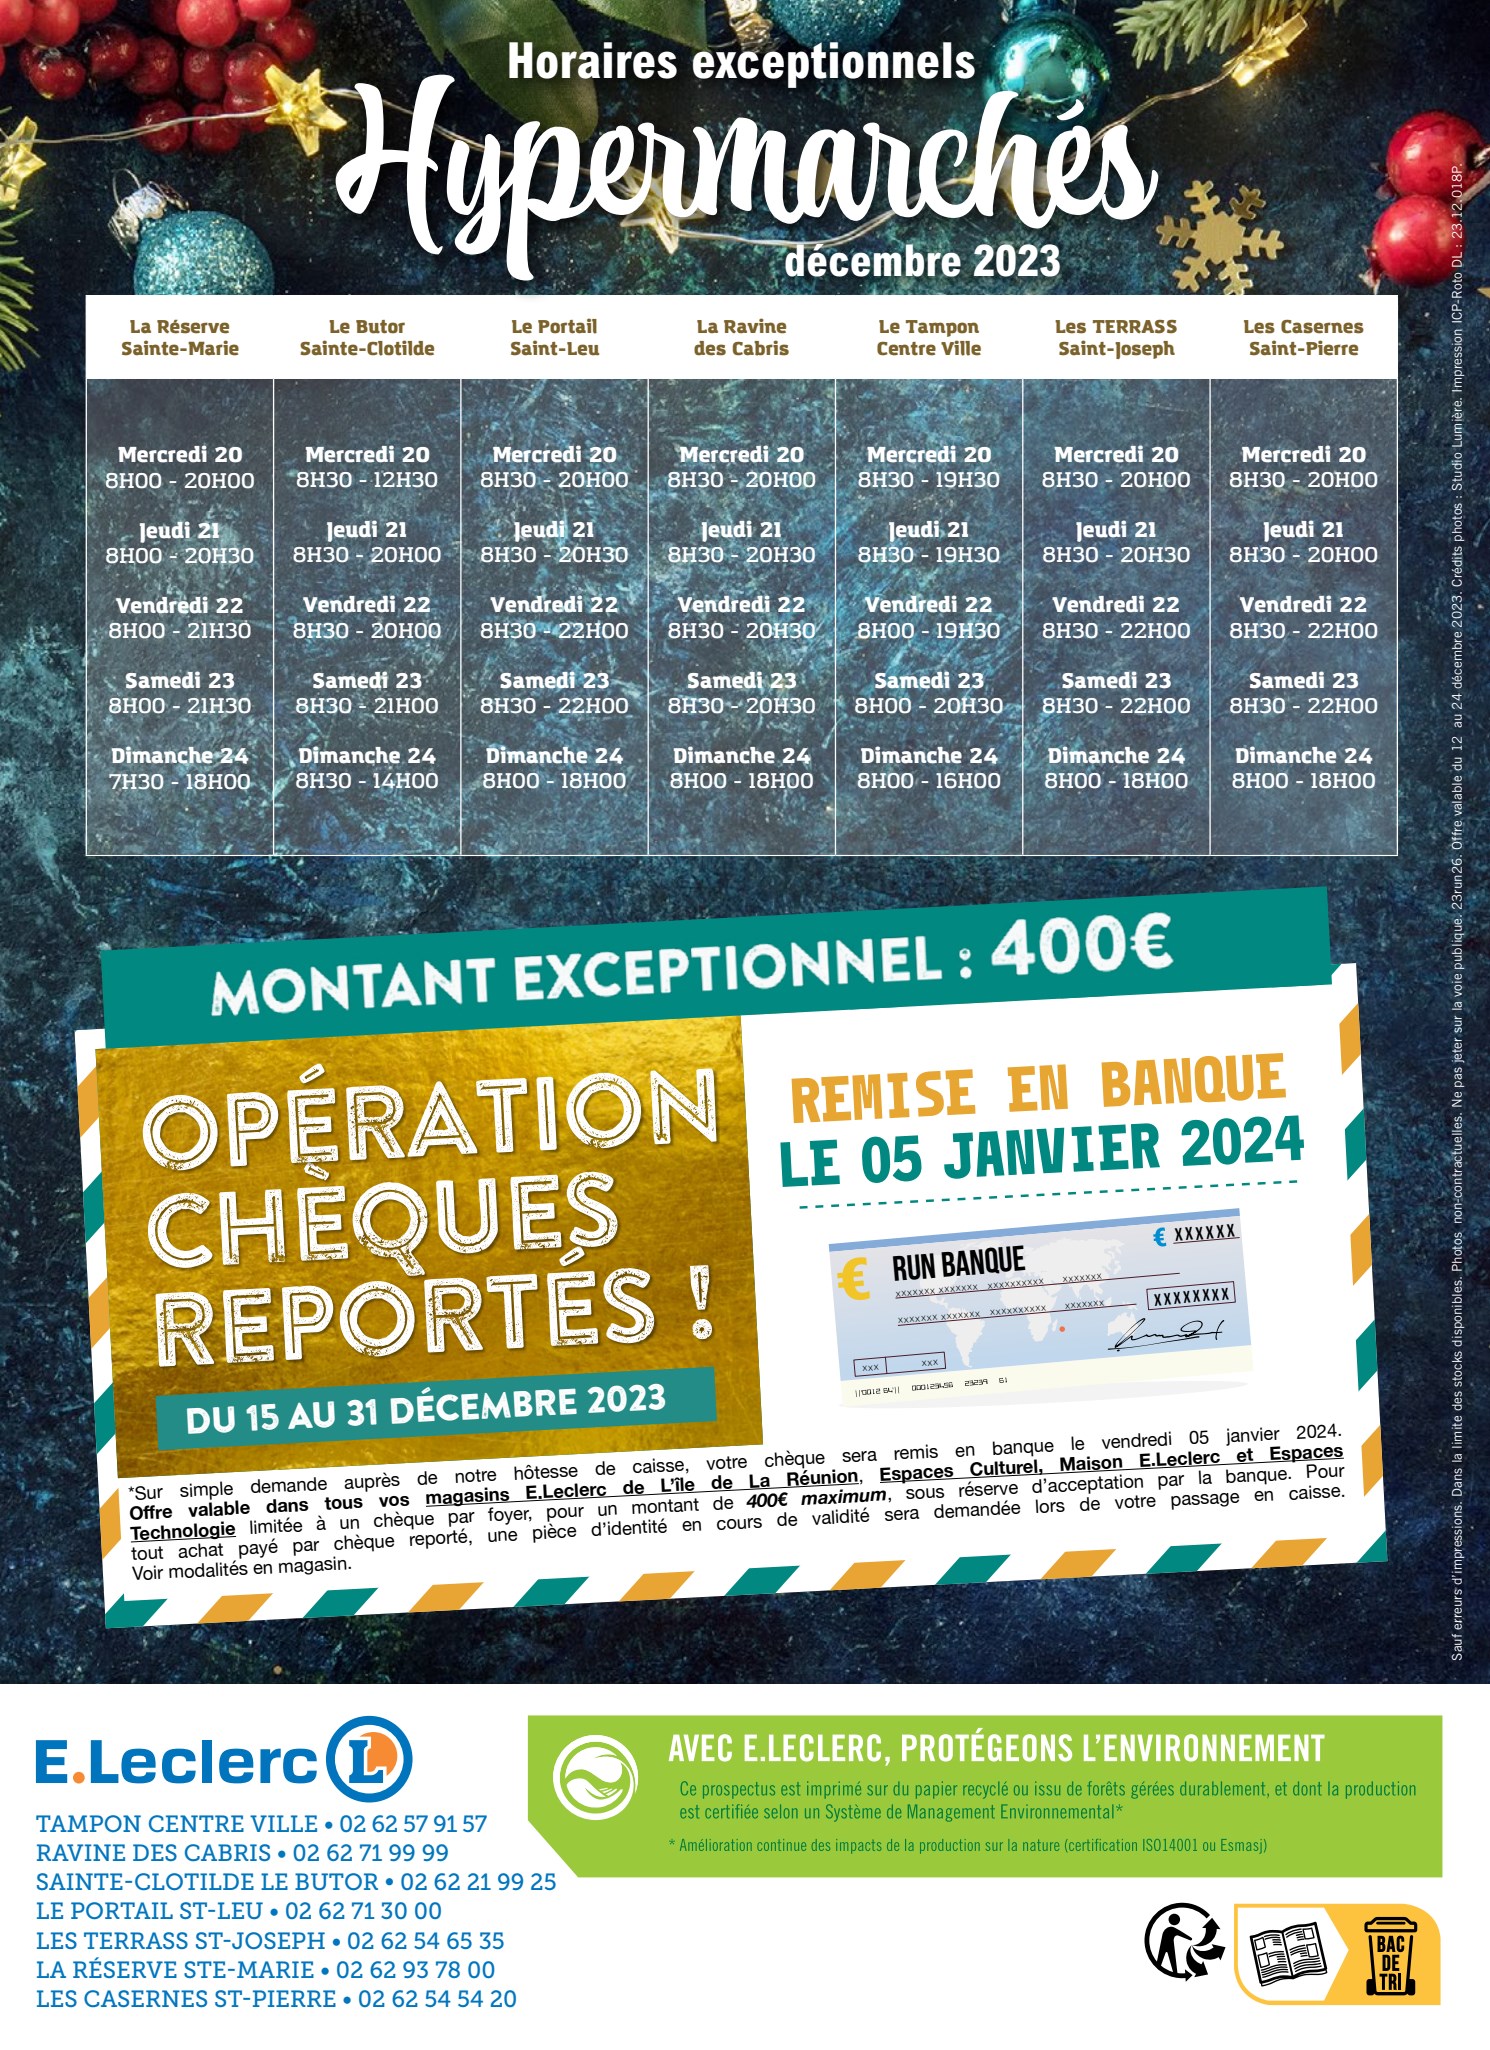 Horaires exceptionnels
Hypermarchés
décembre 2023
La Réserve
Sainte-Marie
Le Butor
Sainte-Clotilde
Le Portail
Saint-Leu
La Ravine
des Cabris
Le Tampon
Centre Ville
Les TERRASS
Saint-Joseph
Les Casernes
Saint-Pierre
Mercredi 20
8H00 - 20H00
Jeudi 21
8H00 - 20H30
Vendredi 22
8H00 - 21H30
Samedi 23
8H00 - 21H30
Dimanche 24
7H30 - 18H00
Mercredi 20
8H30 - 12H30
Jeudi 21
8H30 - 20H00
Vendredi 22
8H30 - 20H00
Samedi 23
8H30 - 21H00
Dimanche 24
8H30 - 14H00
Mercredi 20
8H30 - 20H00
Jeudi 21
8H30 - 20H30
Vendredi 22
8H30 - 22H00
Samedi 23
8H30 - 22H00
Dimanche 24
8H00 - 18H00
Mercredi 20
8H30 - 20H00
Jeudi 21
8H30 - 20H30
Vendredi 22
8H30 - 20H30
Samedi 23
8H30 - 20H30
Dimanche 24
8H00 - 18H00
Mercredi 20
8H30 - 19H30
Jeudi 21
8H30 - 19H30
Vendredi 22
8H00 - 19H30
Samedi 23
8H00 - 20H30
Dimanche 24
8H00 - 16H00
Mercredi 20
8H30 - 20H00
Jeudi 21
8H30 - 20H30
Vendredi 22
8H30 - 22H00
Samedi 23
8H30 - 22H00
Dimanche 24
8H00 - 18H00
Mercredi 20
8H30 - 20H00
Jeudi 21
8H30 - 20H00
Vendredi 22
8H30 - 22H00
Samedi 23
8H30 - 22H00
Dimanche 24
8H00 - 18H00
MONTANT EXCEPTIONNEL : 400€
OPÉRATION
CHÈQUES
REPORTÉS !
DU 15 AU 31 DÉCEMBRE 2023
REMISE EN BANQUE
LE 05 JANVIER 2024
€ RUN BANQUE
€ XXXXXX
XXXXXXX XXXXXXX XXXXXXXXXX XXXXXXX
XXXXXXX XXXXXXX XXXXXXXXXX XXXXXXX
XXXXXXXX
XXX XXX
*Sur simple demande auprès de notre hôtesse de caisse, votre chèque sera remis en banque le vendredi 05 janvier 2024.
Offre valable dans tous vos magasins E.Leclerc de L'île de La Réunion, Espaces Culturel, Maison E.Leclerc et Espaces
Technologie limitée à un chèque par foyer, pour un montant de 400€ maximum, sous réserve d'acceptation par la banque. Pour
tout achat payé par chèque reporté, une pièce d'identité en cours de validité sera demandée lors de votre passage en caisse.
Voir modalités en magasin.
Sauf erreurs d'impressions. Dans la limite des stocks disponibles. Photos non-contractuelles. Ne pas jeter sur la voie publique. 23run26. Offre valable du 12 au 24 décembre 2023. Crédits photos : Studio Lumière. Impression ICP-Roto DL : 23.12.018P.
E.Leclerc L
TAMPON CENTRE VILLE • 02 62 57 91 57
RAVINE DES CABRIS • 02 62 71 99 99
SAINTE-CLOTILDE LE BUTOR • 02 62 21 99 25
LE PORTAIL ST-LEU • 02 62 71 30 00
LES TERRASS ST-JOSEPH • 02 62 54 65 35
LA RÉSERVE STE-MARIE • 02 62 93 78 00
LES CASERNES ST-PIERRE • 02 62 54 54 20
AVEC E.LECLERC, PROTÉGEONS L'ENVIRONNEMENT
Ce prospectus est imprimé sur du papier recyclé ou issu de forêts gérées durablement, et dont la production
est certifiée selon un Système de Management Environnemental*
* Amélioration continue des impacts de la production sur la nature (certification ISO14001 ou Esmasj)
BAC
DE
TRI